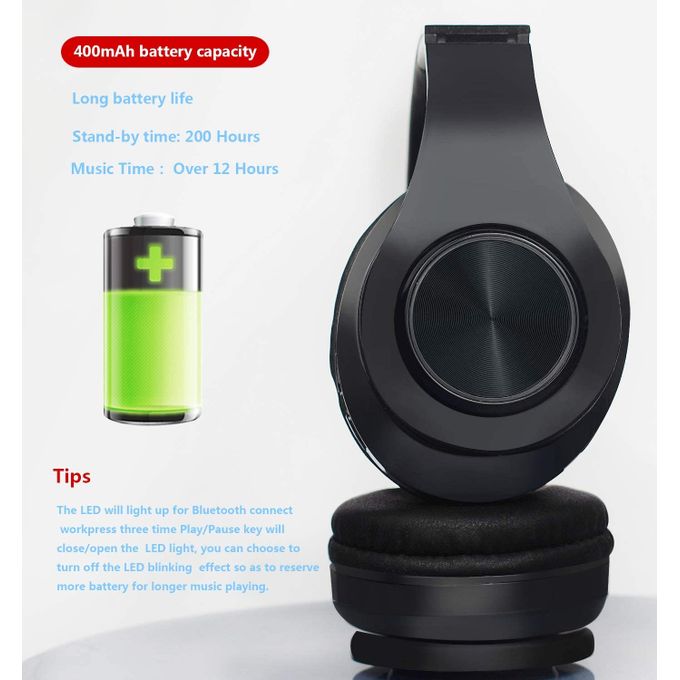 400mAh battery capacity
Long battery life
Stand-by time: 200 Hours
Music Time : Over 12 Hours
Tips
The LED will light up for Bluetooth connect
workpress three time Play/Pause key will
close/open the LED light, you can choose to
turn off the LED blinking effect so as to reserve
more battery for longer music playing.